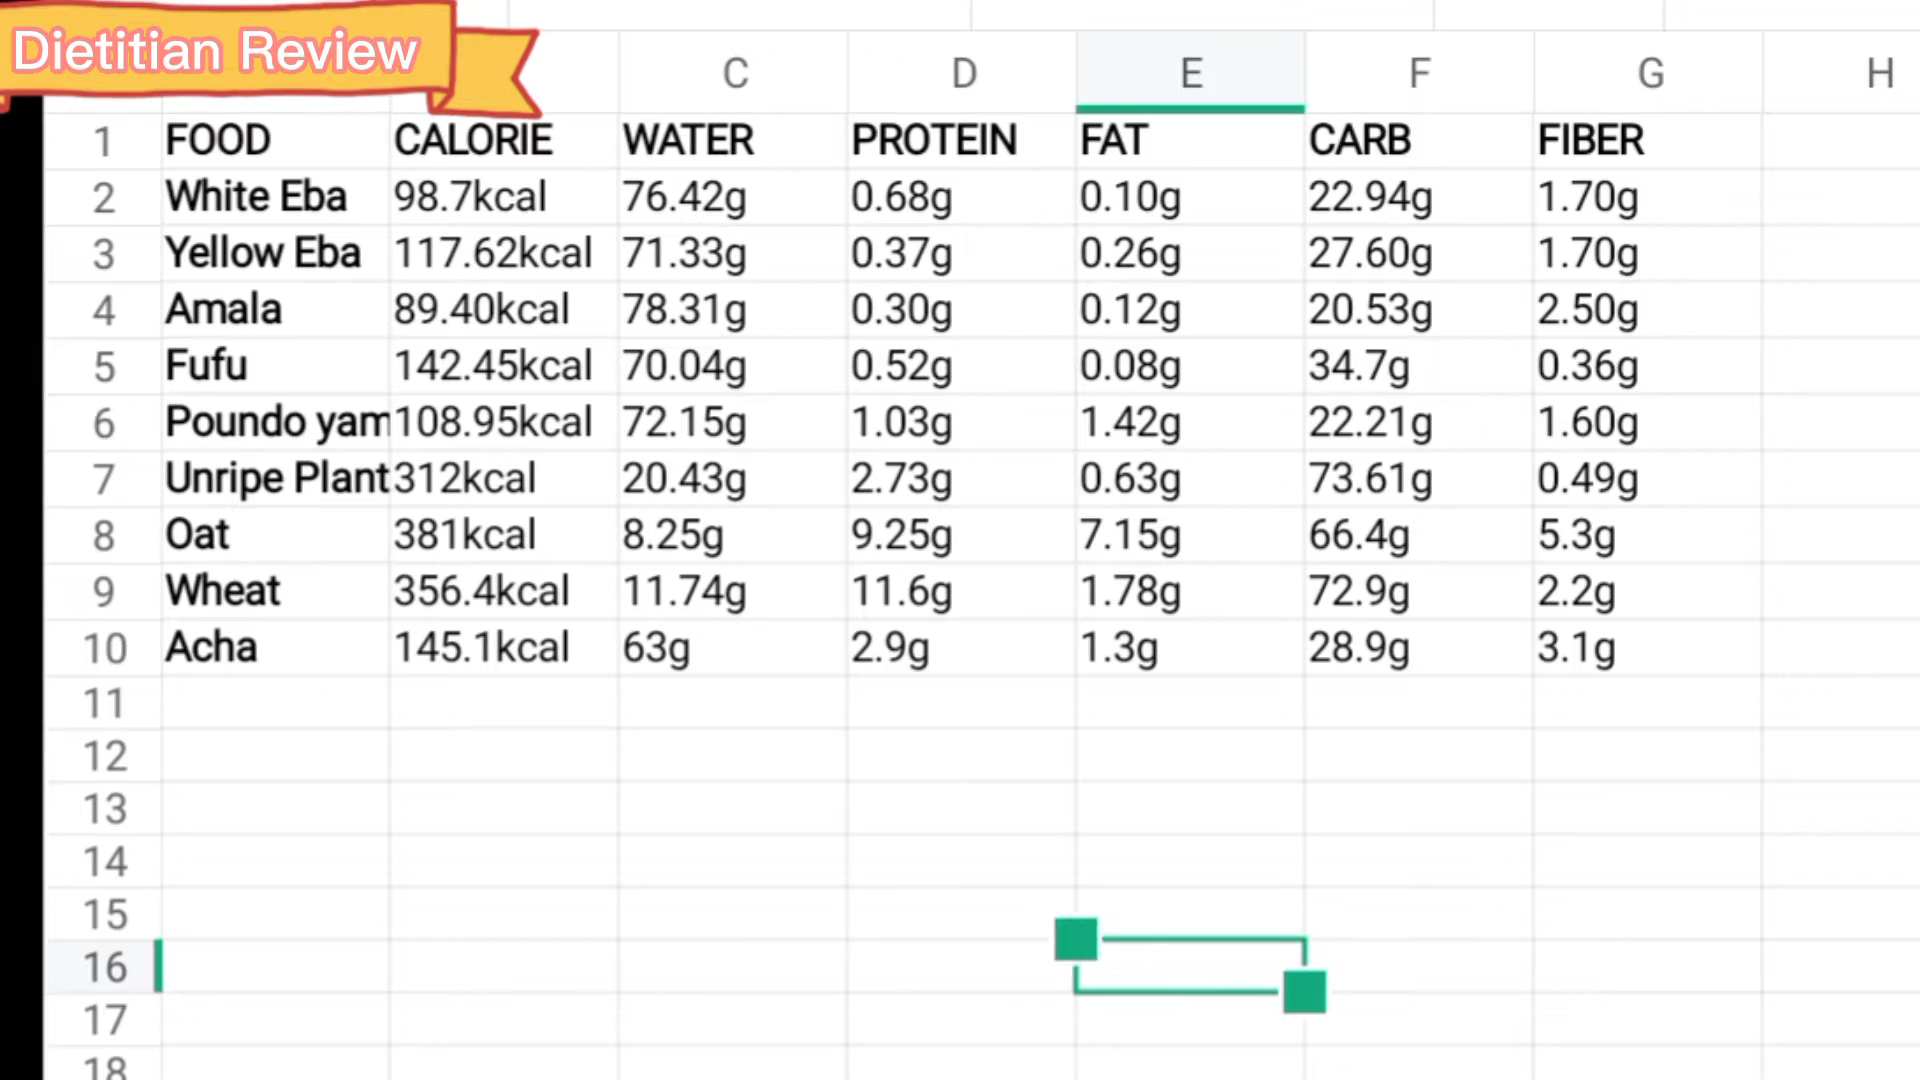 Dietitian Review
C D E F G H
1 FOOD CALORIE WATER PROTEIN FAT CARB FIBER
2 White Eba 98.7kcal 76.42g 0.68g 0.10g 22.94g 1.70g
3 Yellow Eba 117.62kcal 71.33g 0.37g 0.26g 27.60g 1.70g
4 Amala 89.40kcal 78.31g 0.30g 0.12g 20.53g 2.50g
5 Fufu 142.45kcal 70.04g 0.52g 0.08g 34.7g 0.36g
6 Poundo yam 108.95kcal 72.15g 1.03g 1.42g 22.21g 1.60g
7 Unripe Plant 312kcal 20.43g 2.73g 0.63g 73.61g 0.49g
8 Oat 381kcal 8.25g 9.25g 7.15g 66.4g 5.3g
9 Wheat 356.4kcal 11.74g 11.6g 1.78g 72.9g 2.2g
10 Acha 145.1kcal 63g 2.9g 1.3g 28.9g 3.1g
11
12
13
14
15
16
17
18